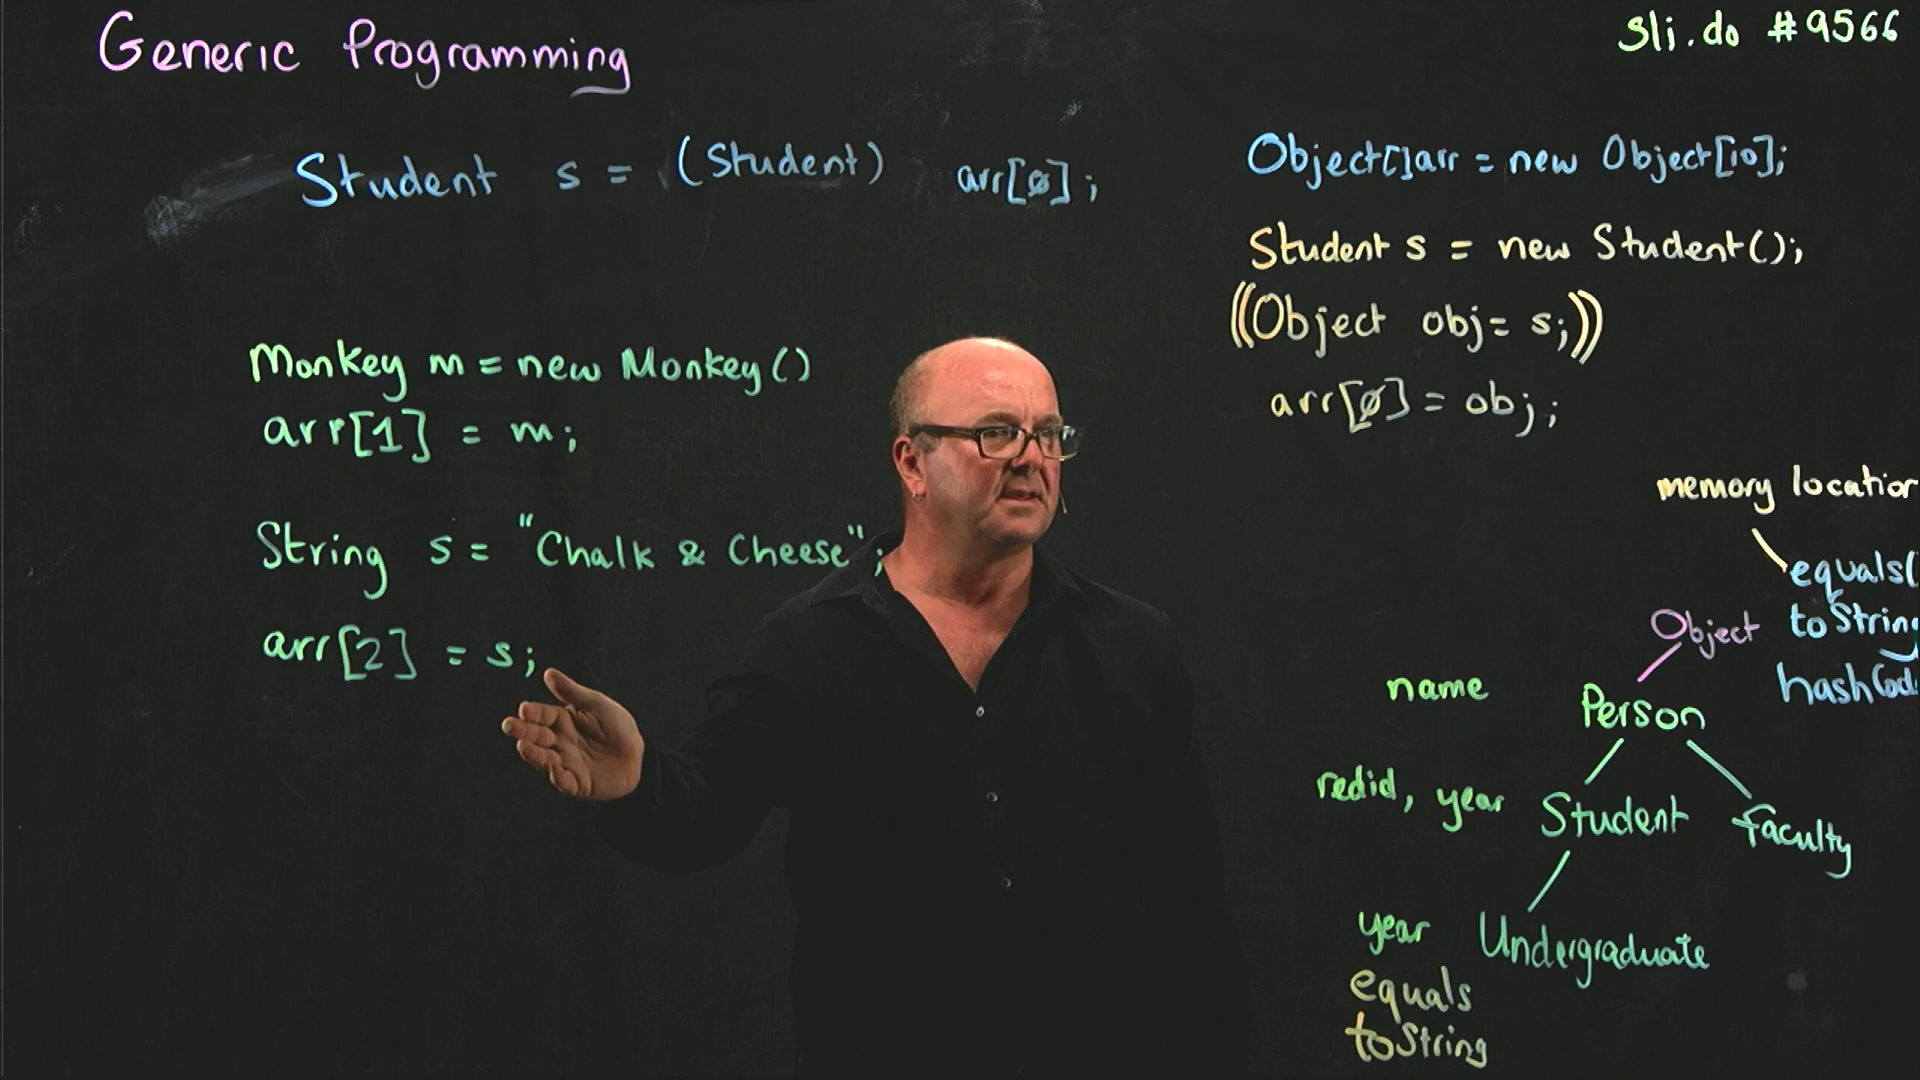 Generic Programming
sli.do #9566
Student s = (Student) arr[0];
Monkey m = new Monkey()
arr[1] = m;
String s = "Chalk & Cheese";
arr[2] = s;
Object[]arr = new Object[10];
Student s = new Student();
((Object obj = s;))
arr[0] = obj;
memory location
equals(
Object toString
hashCode
name Person
redid, year Student Faculty
year Undergraduate
equals
toString